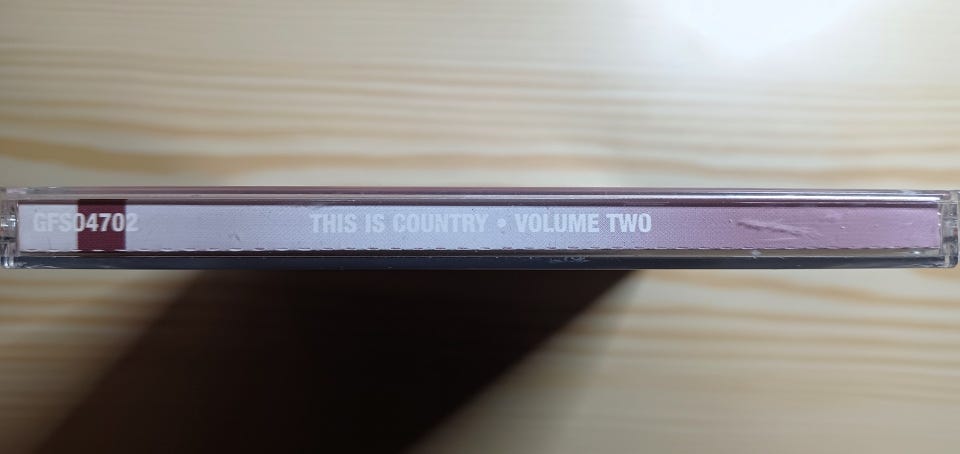 GFS04702 THIS IS COUNTRY • VOLUME TWO